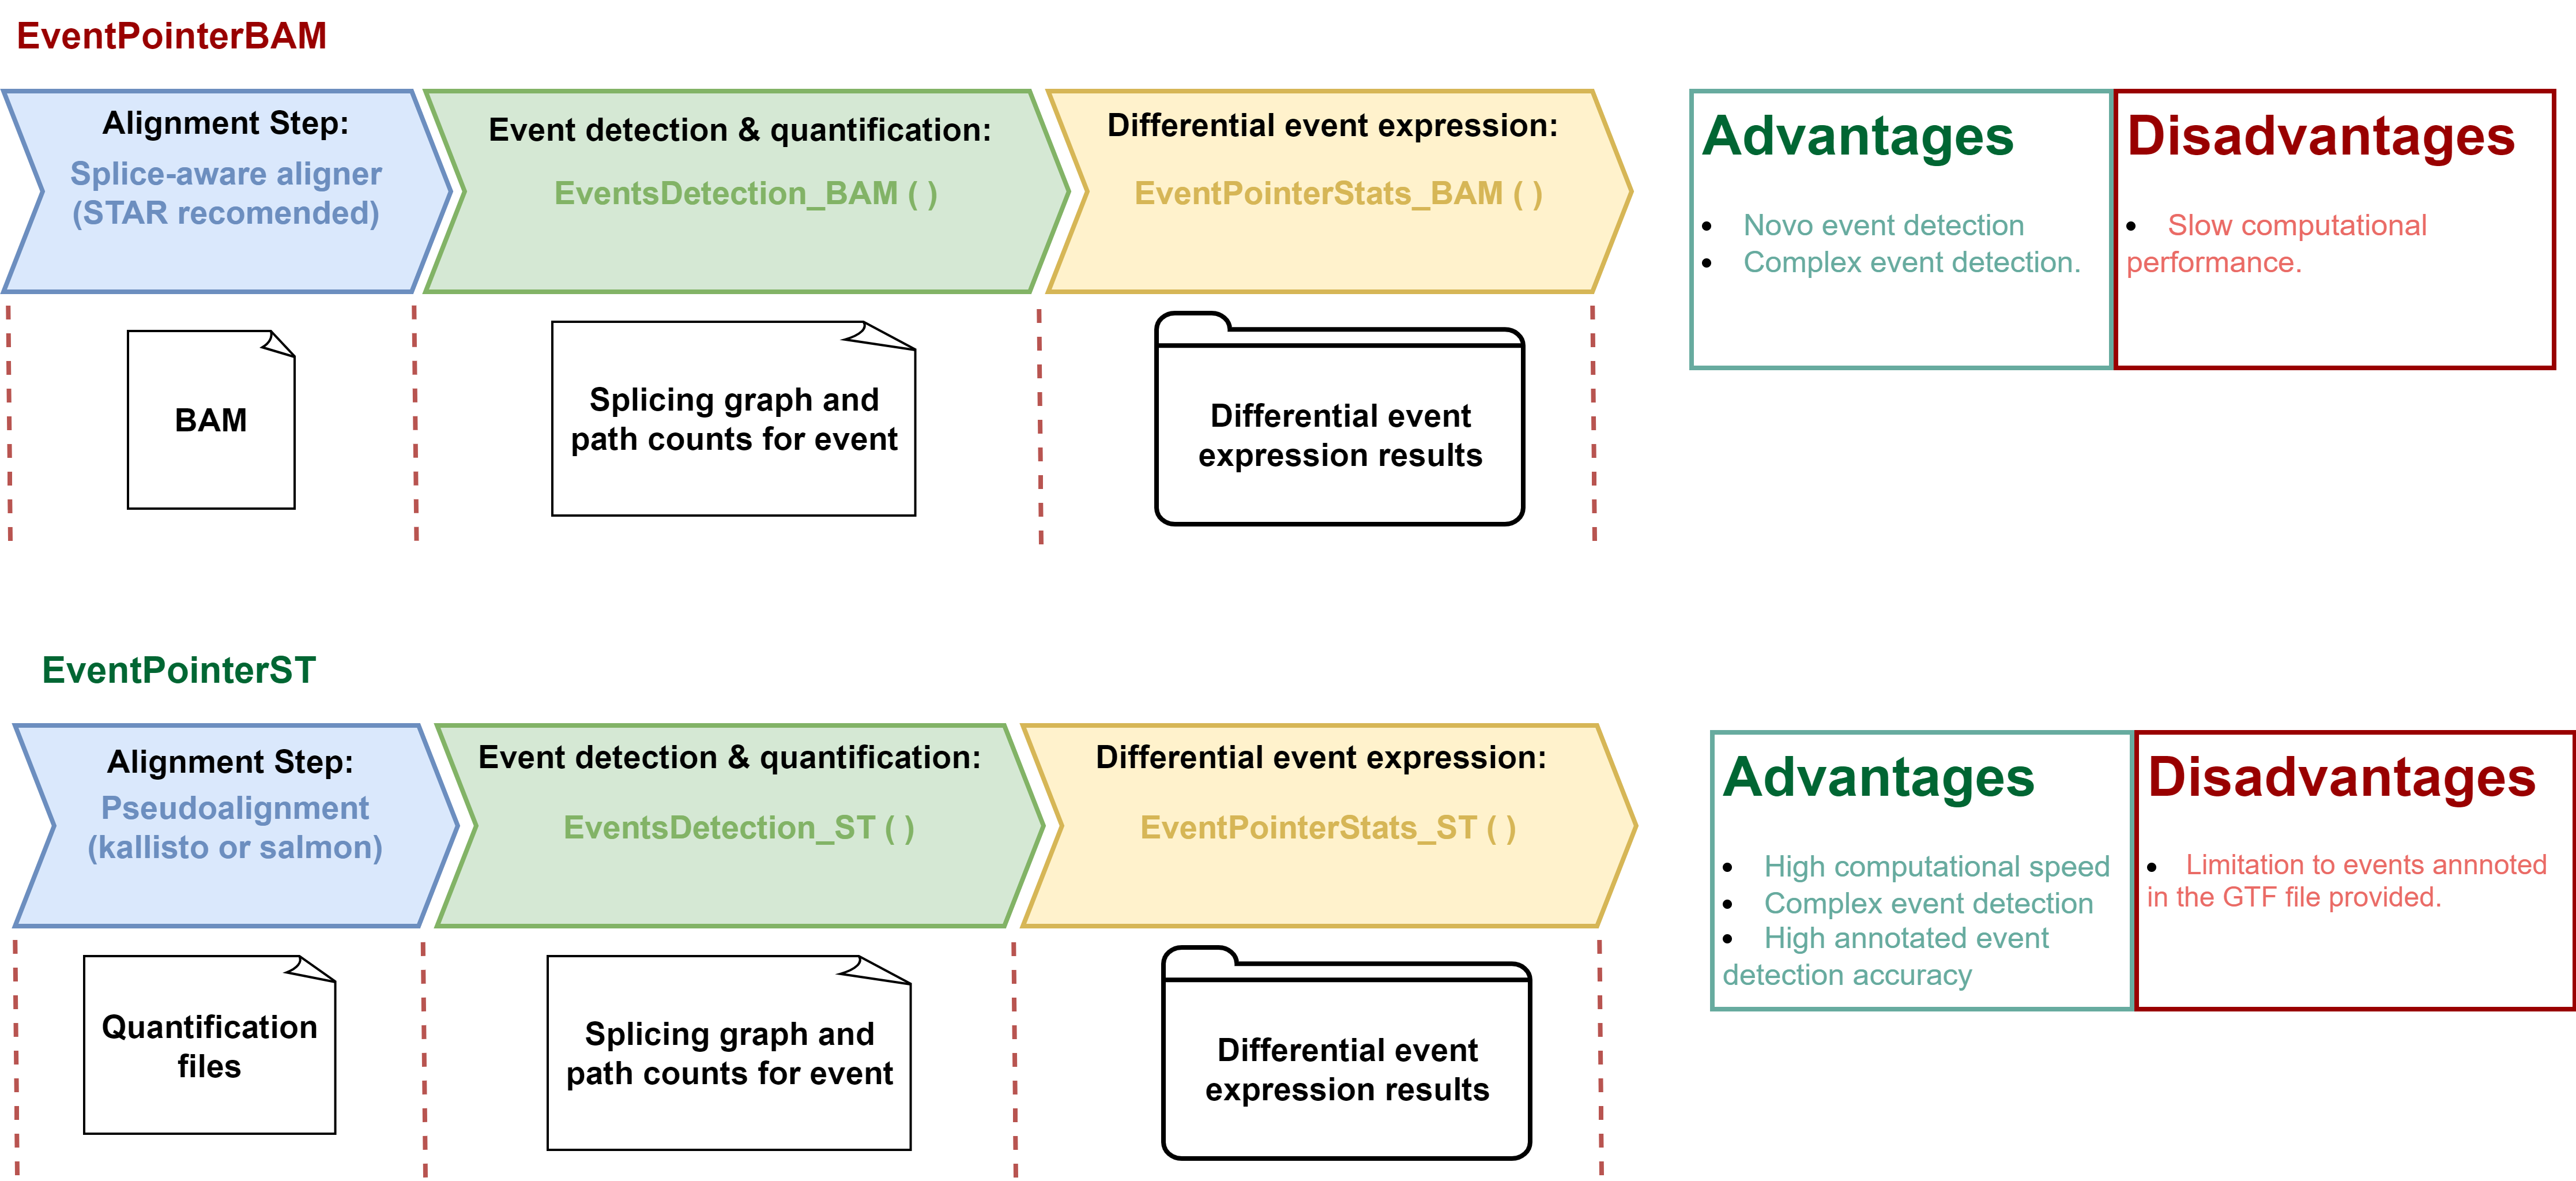 EventPointerBAM
Alignment Step:
Splice-aware aligner
(STAR recomended)
Event detection & quantification:
EventsDetection_BAM ( )
Differential event expression:
EventPointerStats_BAM ( )
Advantages
• Novo event detection
• Complex event detection.
Disadvantages
• Slow computational
performance.
BAM
Splicing graph and
path counts for event
Differential event
expression results
EventPointerST
Alignment Step:
Pseudoalignment
(kallisto or salmon)
Event detection & quantification:
EventsDetection_ST ( )
Differential event expression:
EventPointerStats_ST ( )
Advantages
• High computational speed
• Complex event detection
• High annotated event
detection accuracy
Disadvantages
• Limitation to events annnoted
in the GTF file provided.
Quantification
files
Splicing graph and
path counts for event
Differential event
expression results